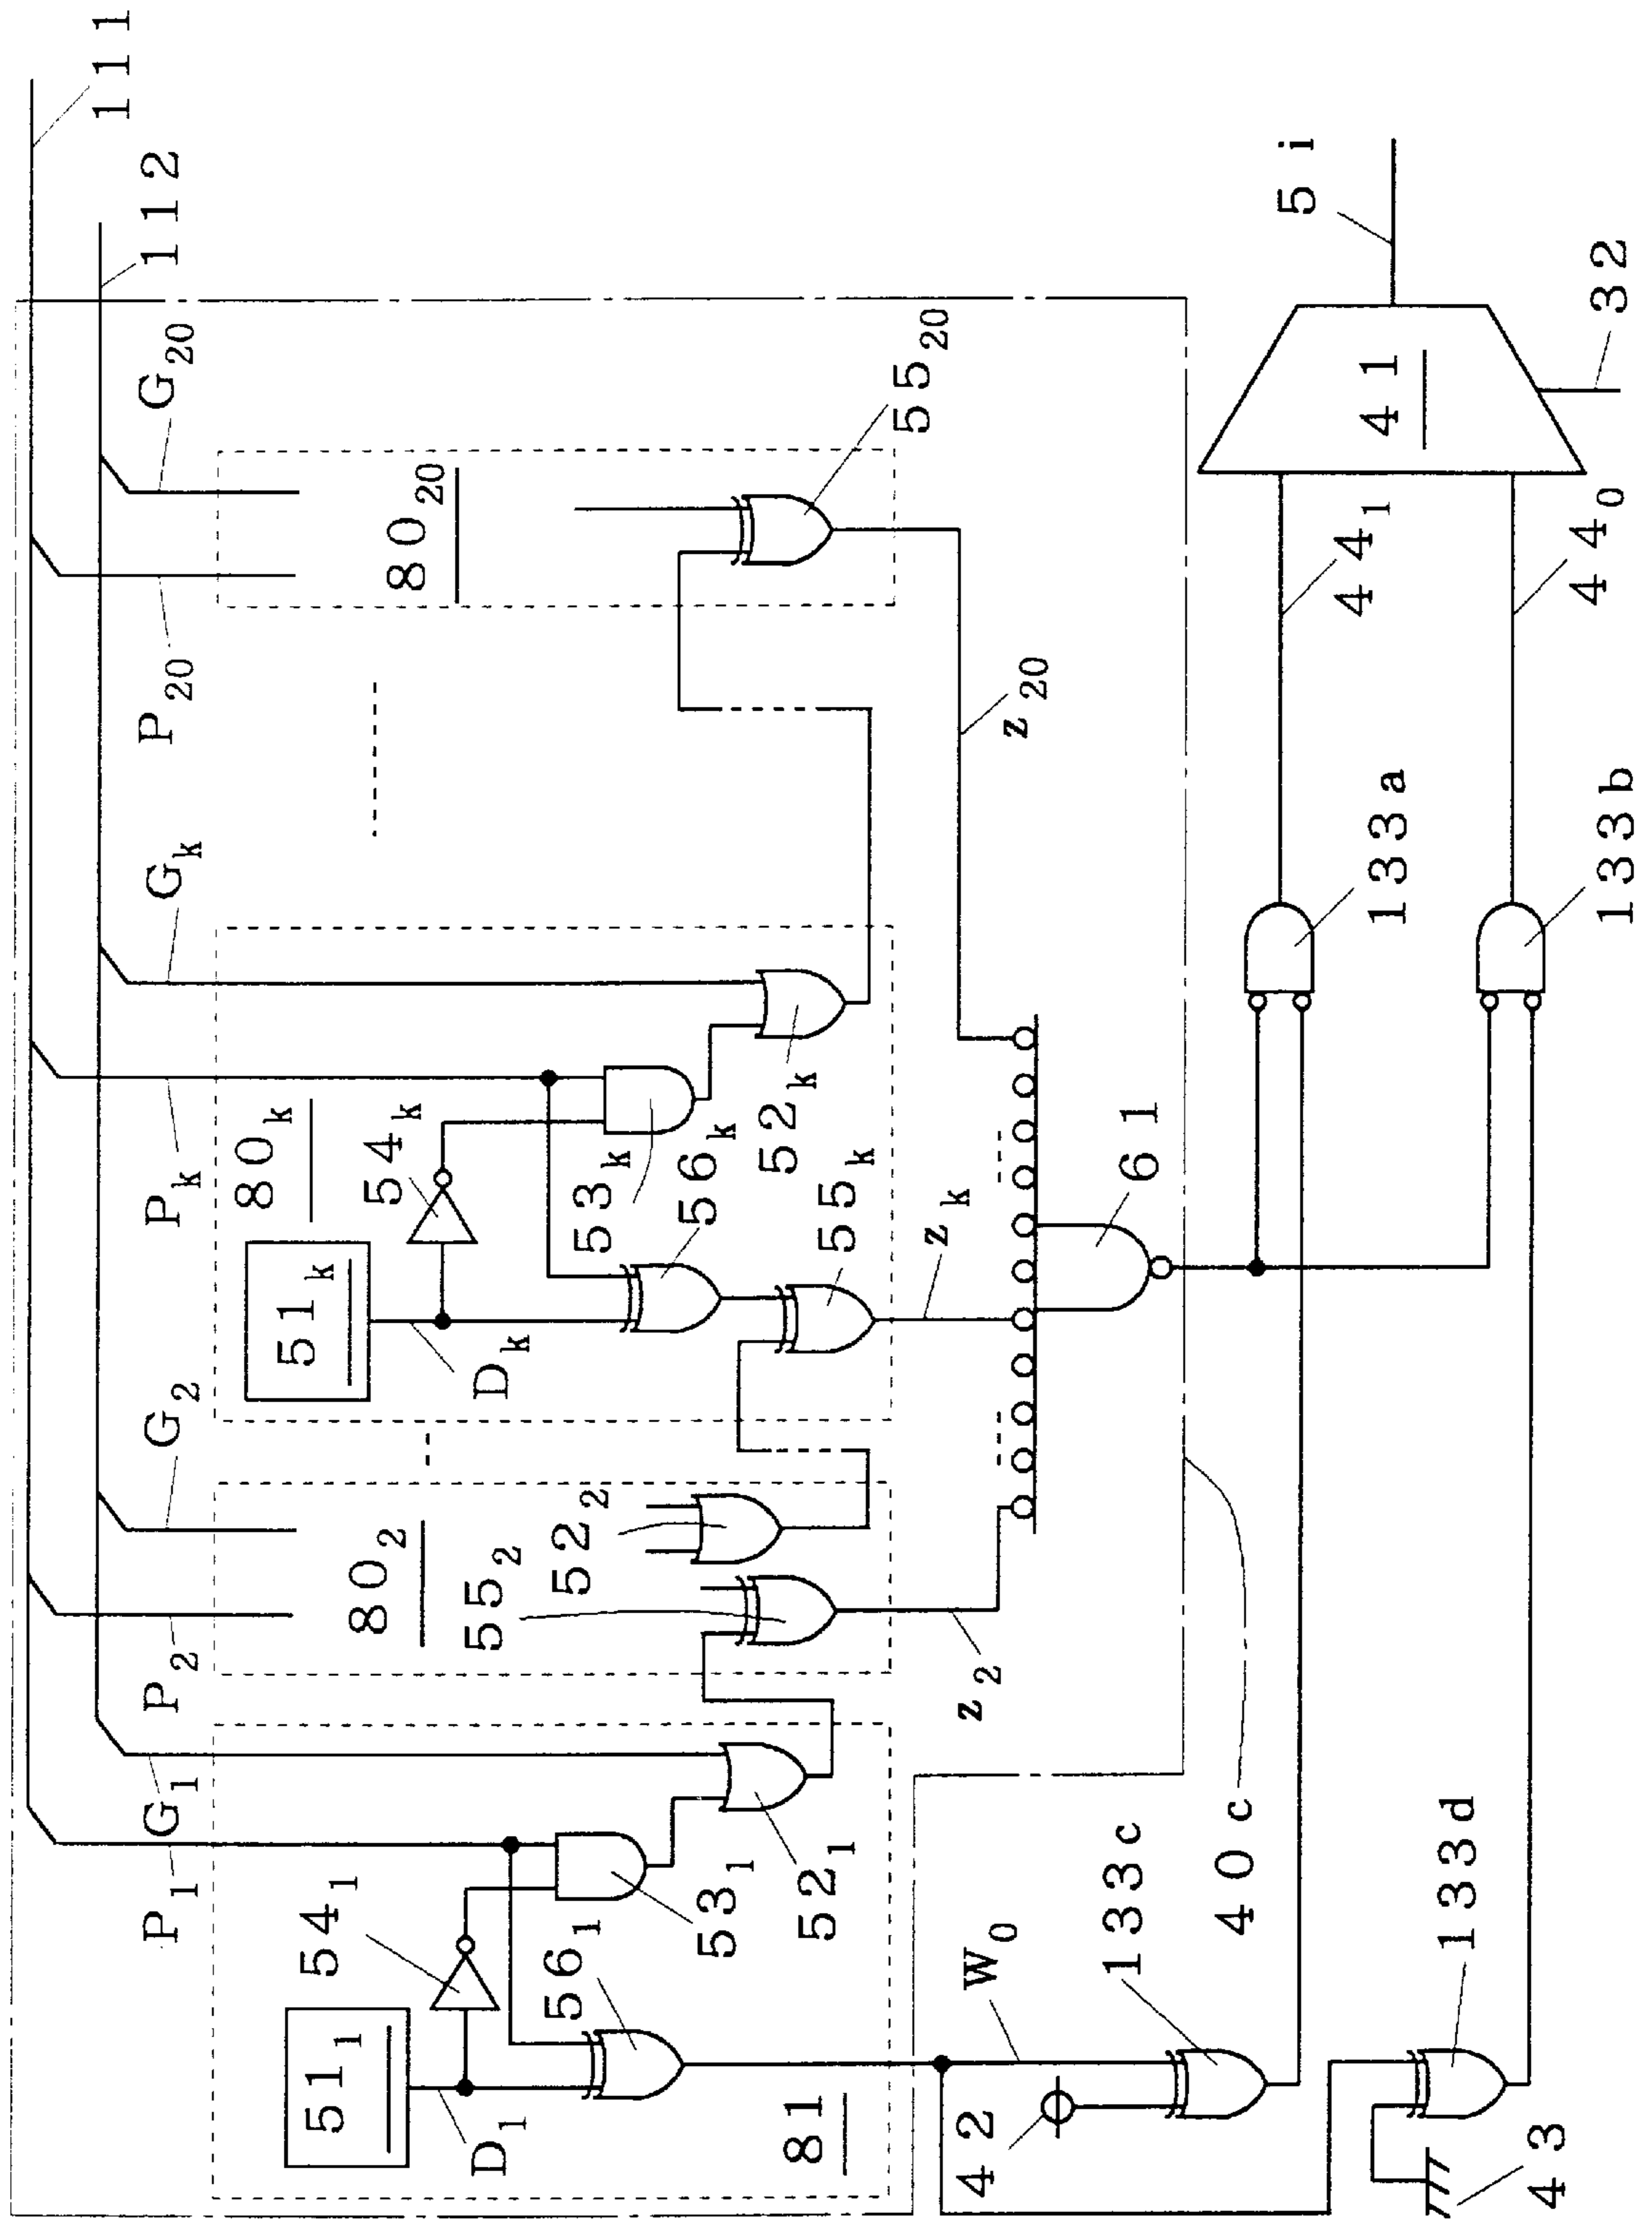 111
112
P₁
G₁
P₂
G₂
Pₖ
Gₖ
P₂₀
G₂₀
51₁
54₁
D₁
56₁
53₁
52₁
81
80₂
55₂
52₂
80ₖ
51ₖ
54ₖ
Dₖ
53ₖ
56ₖ
52ₖ
55ₖ
80₂₀
55₂₀
z₂
zₖ
z₂₀
61
W₀
42
133c
40c
43
133d
133a
133b
44₁
44₀
41
5i
32